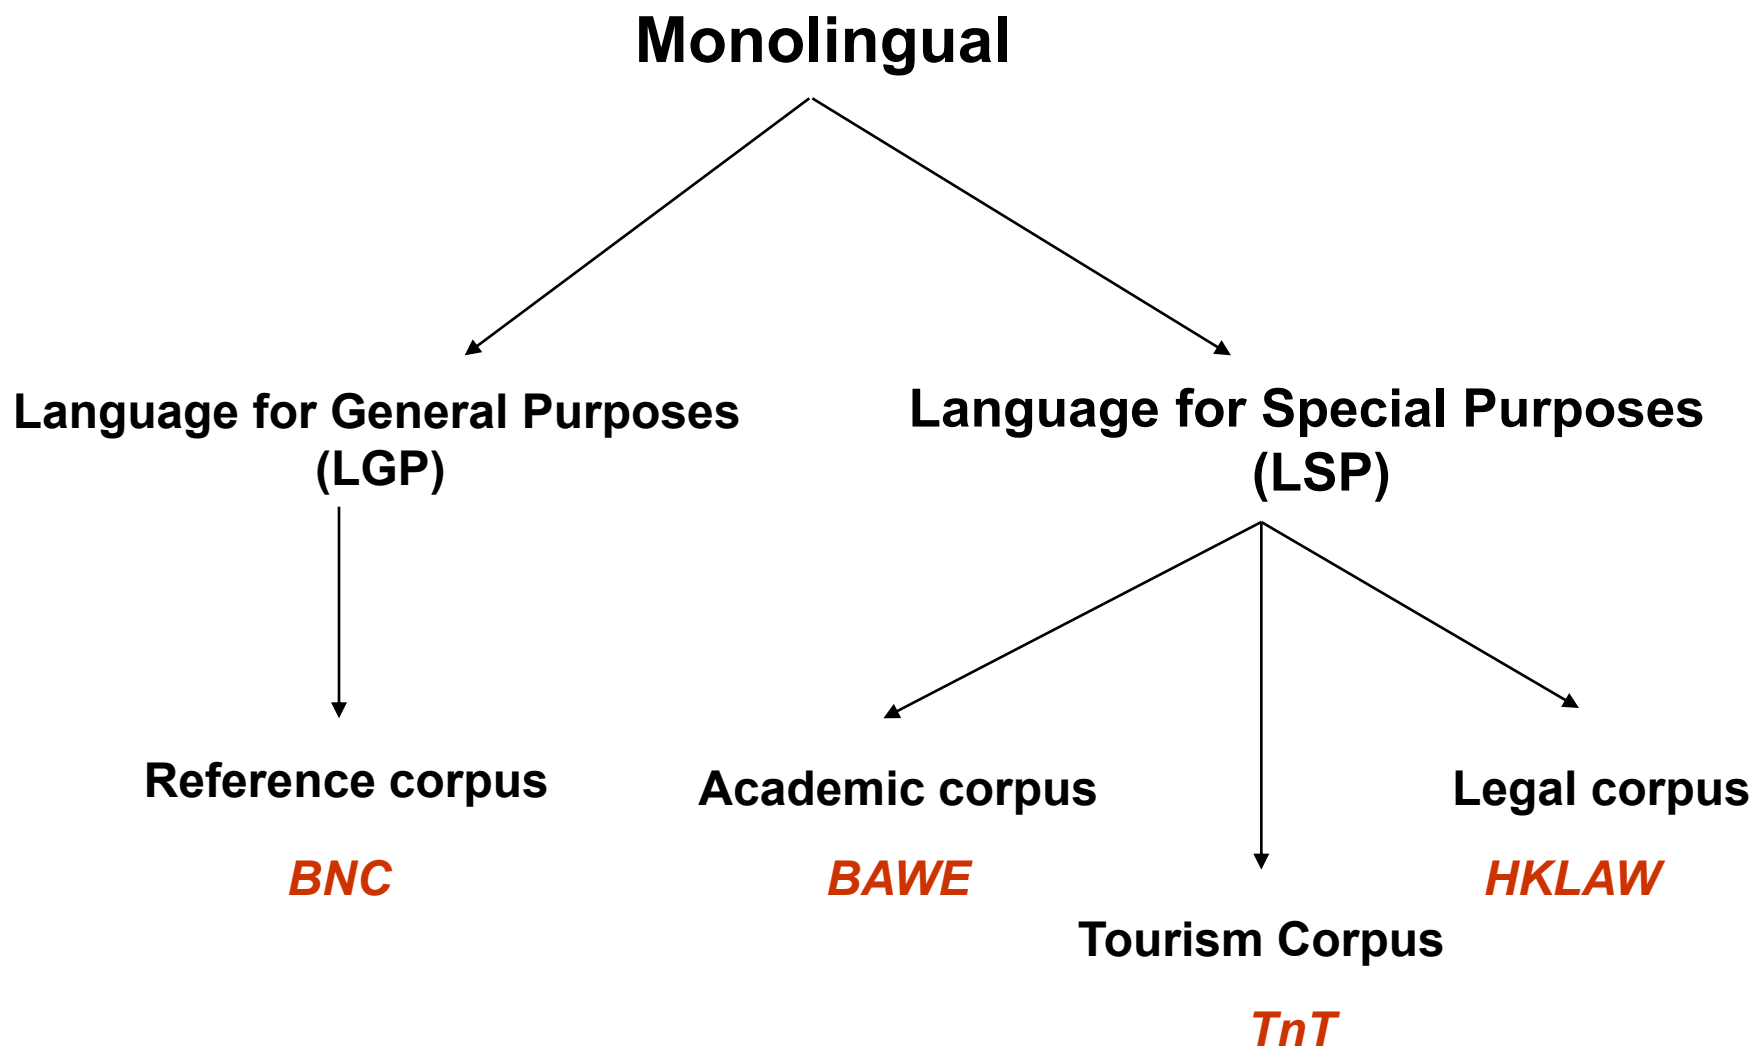 Monolingual
Language for General Purposes
(LGP)
Language for Special Purposes
(LSP)
Reference corpus
BNC
Academic corpus
BAWE
Tourism Corpus
TnT
Legal corpus
HKLAW